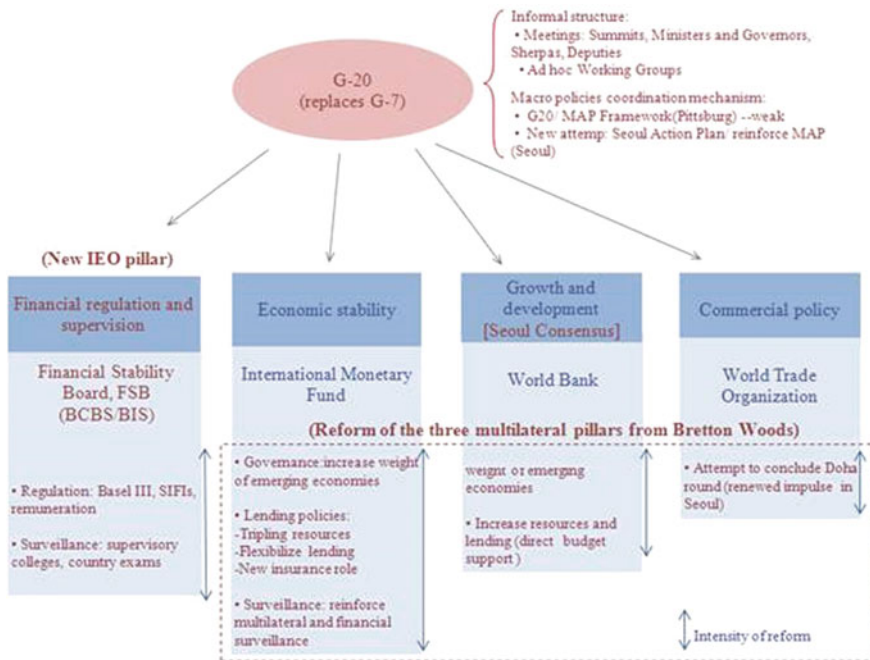 G-20
(replaces G-7)
Informal structure:
• Meetings: Summits, Ministers and Governors,
Sherpas, Deputies
• Ad hoc Working Groups
Macro policies coordination mechanism:
• G20/ MAP Framework(Pittsburg) --weak
• New attemp: Seoul Action Plan/ reinforce MAP
(Seoul)
(New IEO pillar)
Financial regulation and
supervision
Financial Stability
Board, FSB
(BCBS/BIS)
• Regulation: Basel III, SIFIs,
remuneration
• Surveillance: supervisory
colleges, country exams
Economic stability
International Monetary
Fund
(Reform of the three multilateral pillars from Bretton Woods)
• Governance:increase weight
of emerging economies
• Lending policies:
-Tripling resources
-Flexibilize lending
-New insurance role
• Surveillance: reinforce
multilateral and financial
surveillance
Growth and
development
[Seoul Consensus]
World Bank
weight or emerging
economies
• Increase resources and
lending (direct budget
support )
Commercial policy
World Trade
Organization
• Attempt to conclude Doha
round (renewed impulse in
Seoul)
Intensity of reform